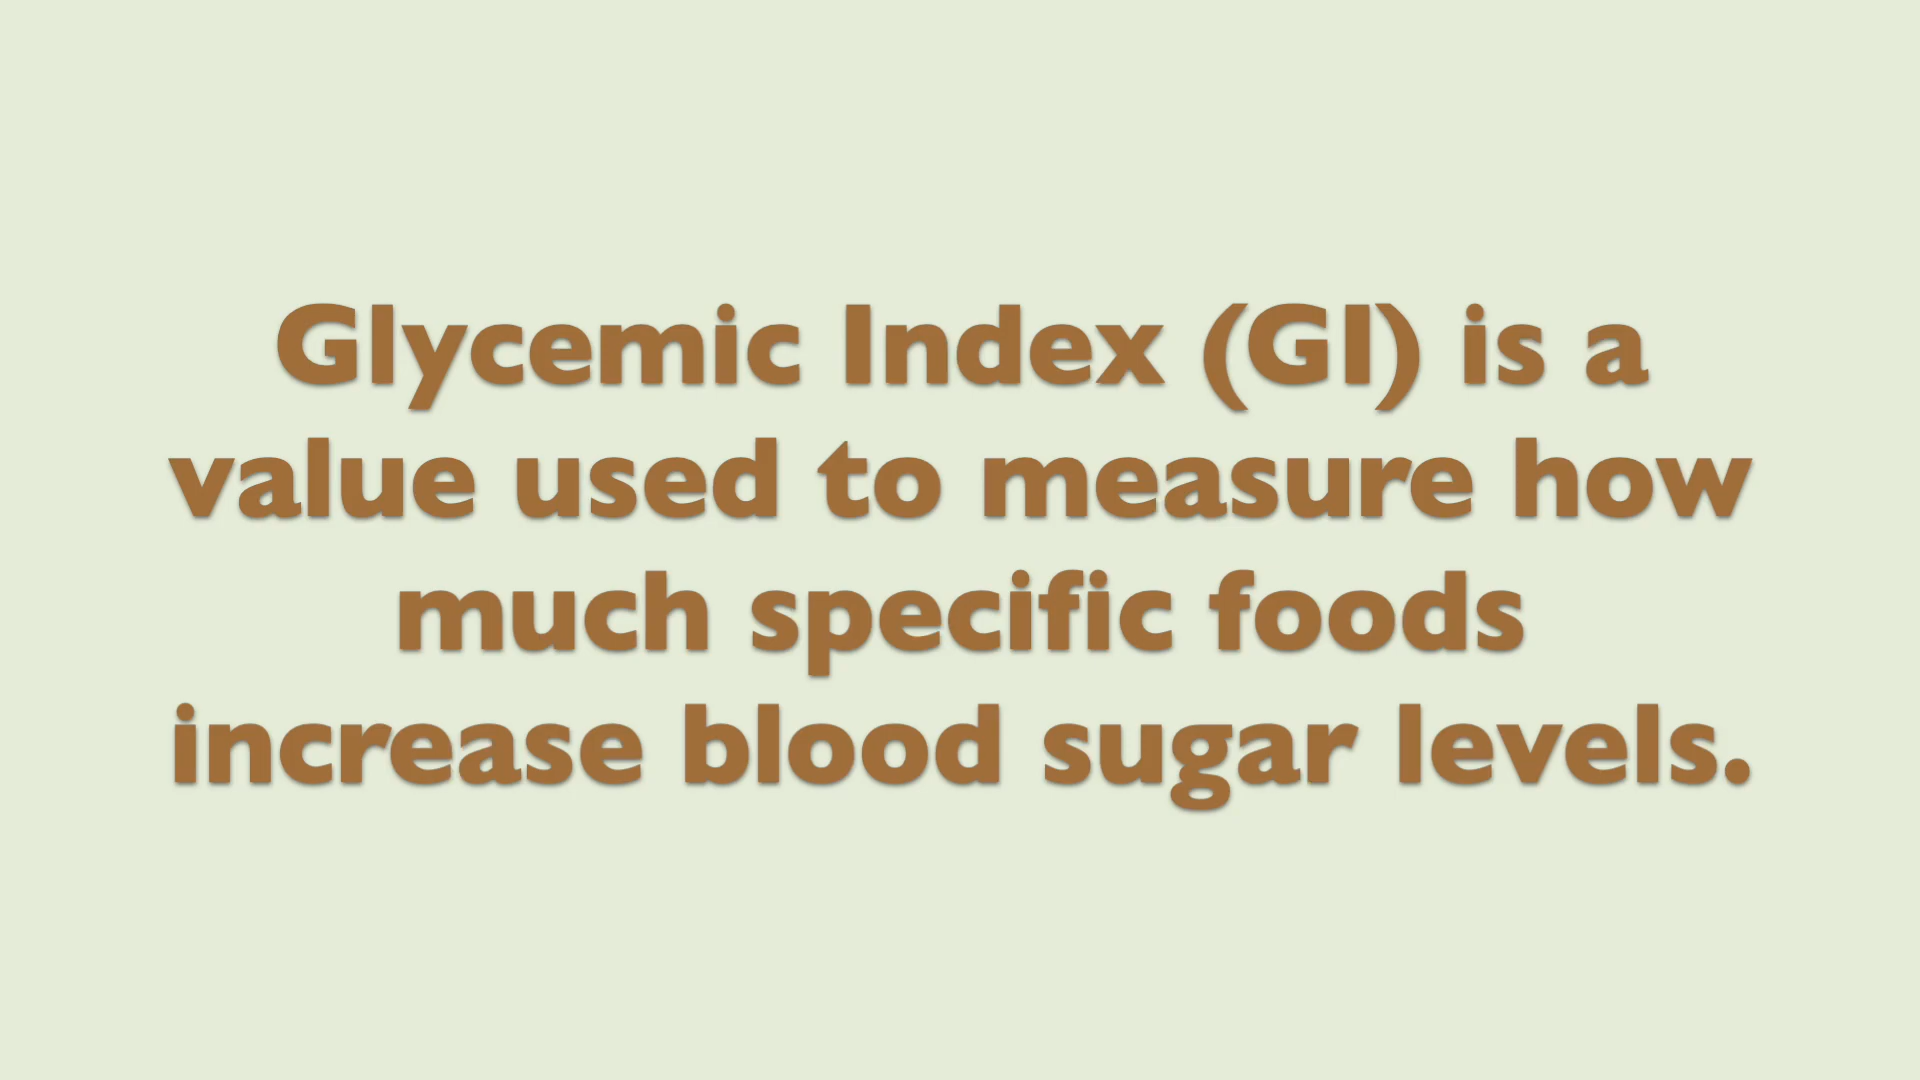 Glycemic Index (GI) is a
value used to measure how
much specific foods
increase blood sugar levels.